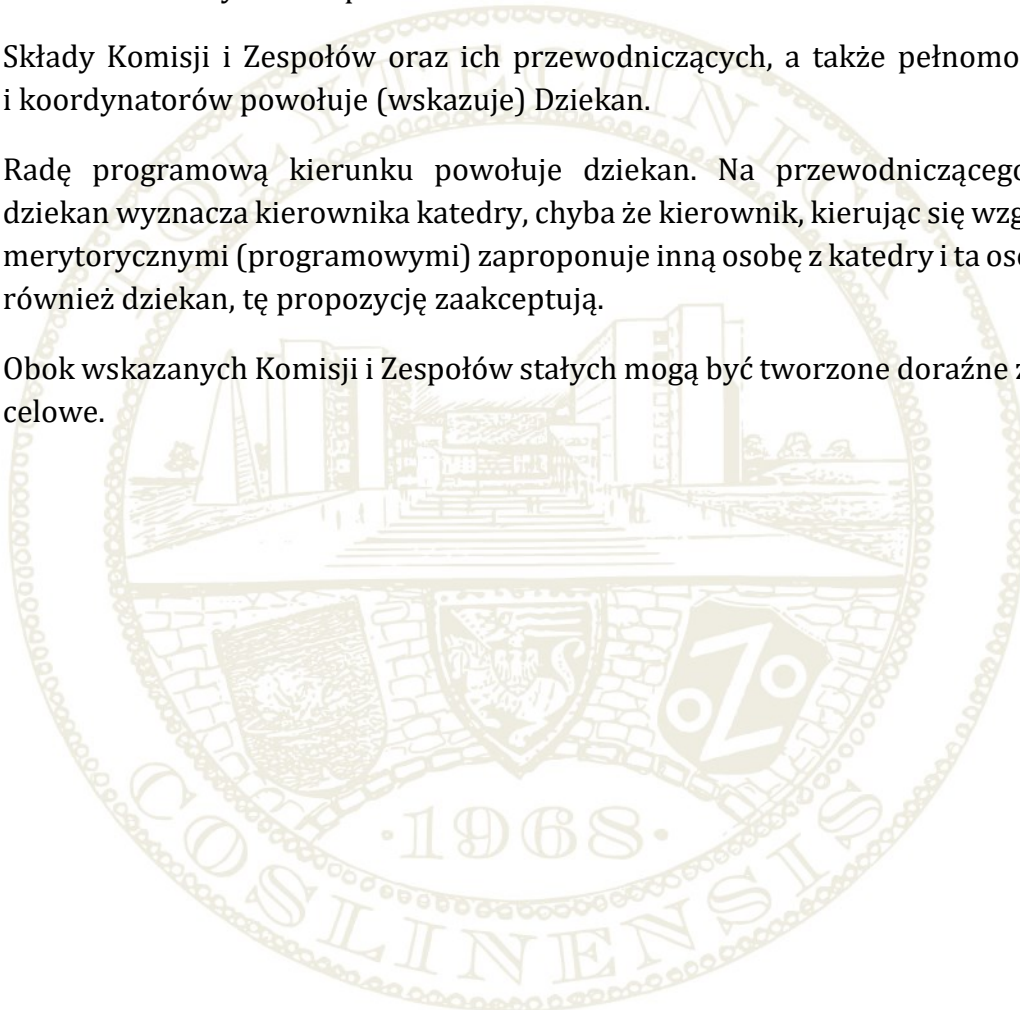 Składy Komisji i Zespołów oraz ich przewodniczących, a także pełnomo
i koordynatorów powołuje (wskazuje) Dziekan.
Radę programową kierunku powołuje dziekan. Na przewodniczącego
dziekan wyznacza kierownika katedry, chyba że kierownik, kierując się wzg
merytorycznymi (programowymi) zaproponuje inną osobę z katedry i ta oso
również dziekan, tę propozycję zaakceptują.
Obok wskazanych Komisji i Zespołów stałych mogą być tworzone doraźne z
celowe.
POLYTECHNICA
·1968·
COSLINENSIS